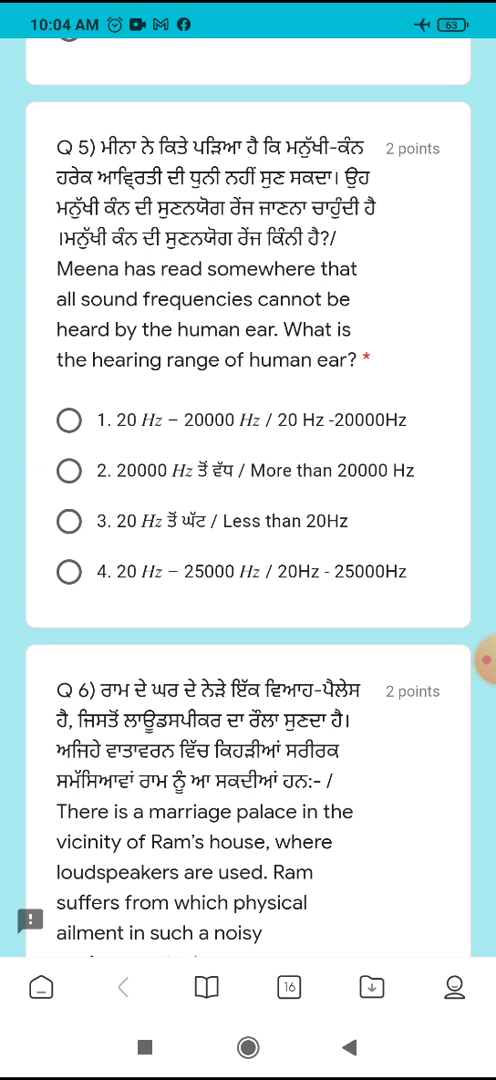 10:04 AM
63
Q 5) ਮੀਨਾ ਨੇ ਕਿਤੇ ਪੜਿਆ ਹੈ ਕਿ ਮਨੁੱਖੀ-ਕੰਨ
2 points
ਹਰੇਕ ਆਵ੍ਰਿਤੀ ਦੀ ਧੁਨੀ ਨਹੀਂ ਸੁਣ ਸਕਦਾ। ਉਹ
ਮਨੁੱਖੀ ਕੰਨ ਦੀ ਸੁਣਨਯੋਗ ਰੇਂਜ ਜਾਣਨਾ ਚਾਹੁੰਦੀ ਹੈ
।ਮਨੁੱਖੀ ਕੰਨ ਦੀ ਸੁਣਨਯੋਗ ਰੇਂਜ ਕਿੰਨੀ ਹੈ?/
Meena has read somewhere that
all sound frequencies cannot be
heard by the human ear. What is
the hearing range of human ear? *
1. 20 𝐻𝑧 – 20000 𝐻𝑧 / 20 Hz -20000Hz
2. 20000 𝐻𝑧 ਤੋਂ ਵੱਧ / More than 20000 Hz
3. 20 𝐻𝑧 ਤੋਂ ਘੱਟ / Less than 20Hz
4. 20 𝐻𝑧 – 25000 𝐻𝑧 / 20Hz - 25000Hz
Q 6) ਰਾਮ ਦੇ ਘਰ ਦੇ ਨੇੜੇ ਇੱਕ ਵਿਆਹ-ਪੈਲੇਸ
2 points
ਹੈ, ਜਿਸਤੋਂ ਲਾਊਡਸਪੀਕਰ ਦਾ ਰੌਲਾ ਸੁਣਦਾ ਹੈ।
ਅਜਿਹੇ ਵਾਤਾਵਰਨ ਵਿੱਚ ਕਿਹੜੀਆਂ ਸਰੀਰਕ
ਸਮੱਸਿਆਵਾਂ ਰਾਮ ਨੂੰ ਆ ਸਕਦੀਆਂ ਹਨ:- /
There is a marriage palace in the
vicinity of Ram's house, where
loudspeakers are used. Ram
suffers from which physical
ailment in such a noisy
16